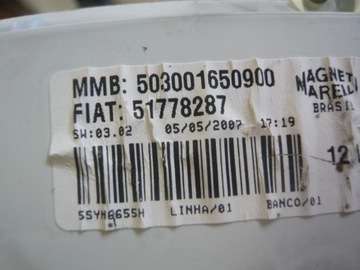 MMB: 503001650900
FIAT: 51778287
MAGNETI
MARELLI
BRASIL
SW:03.02 05/05/2007 17:19
12
LINHA/01 BANCO/01